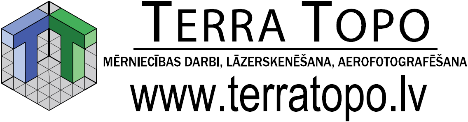 TERRA TOPO
MĒRNIECĪBAS DARBI, LĀZERSKENĒŠANA, AEROFOTOGRAFĒŠANA
www.terratopo.lv